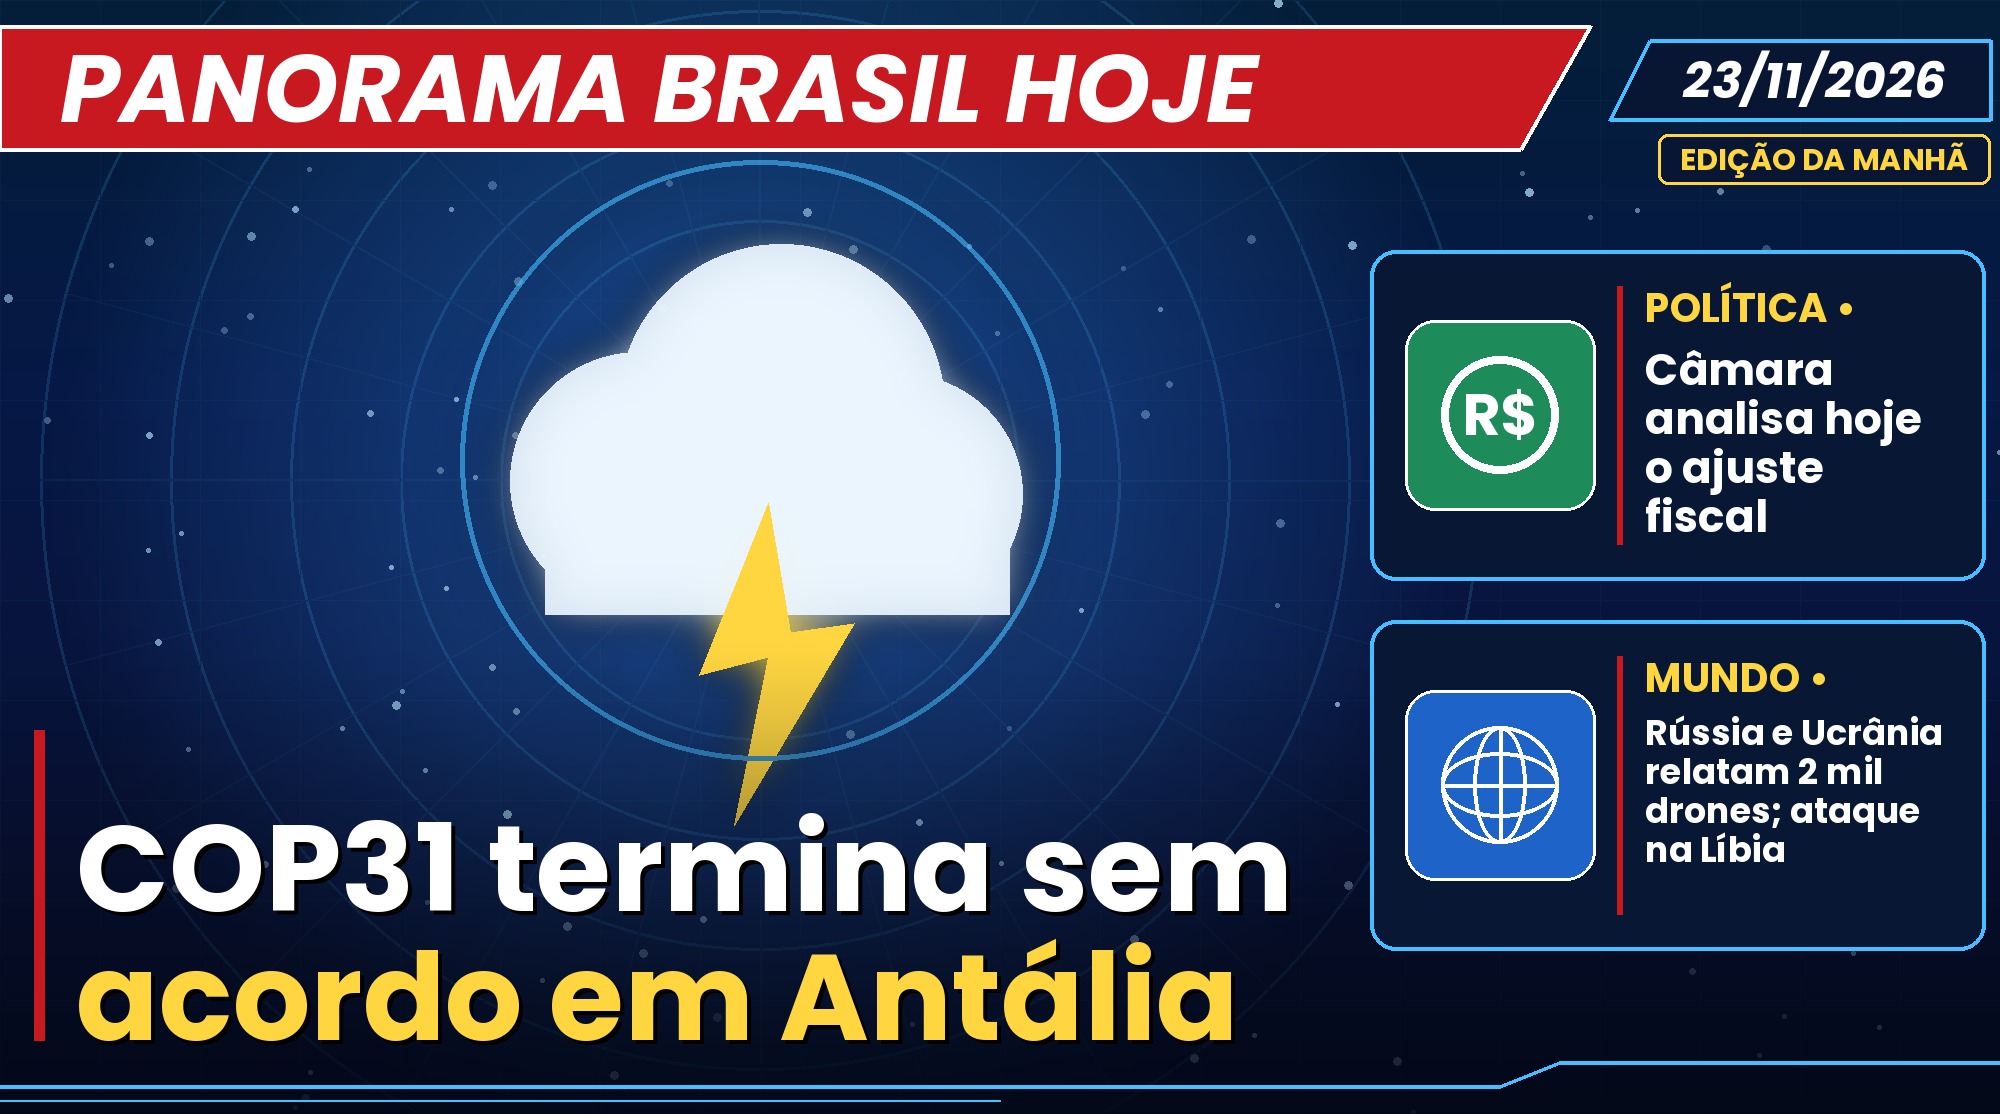 PANORAMA BRASIL HOJE
23/11/2026
EDIÇÃO DA MANHÃ
POLÍTICA •
R$
Câmara
analisa hoje
o ajuste
fiscal
MUNDO •
Rússia e Ucrânia
relatam 2 mil
drones; ataque
na Líbia
COP31 termina sem
acordo em Antália